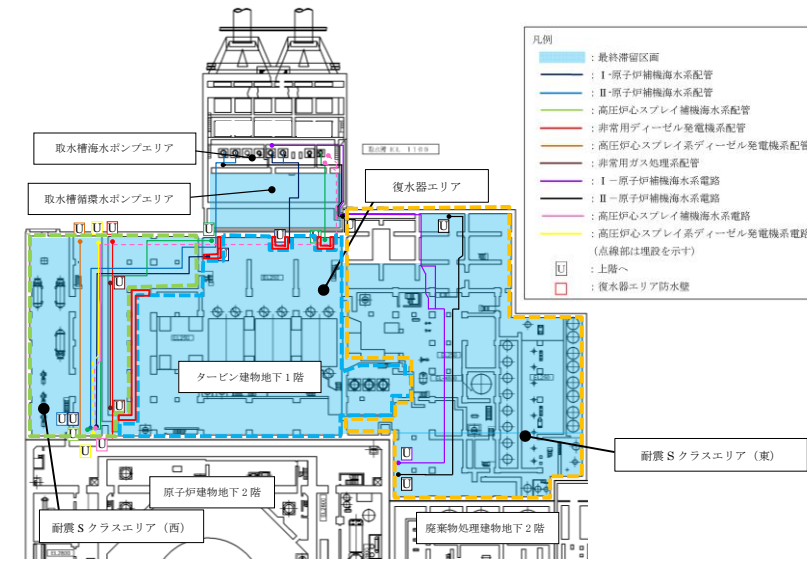 凡例
：最終滞留区画
：Ⅰ-原子炉補機海水系配管
：Ⅱ-原子炉補機海水系配管
：高圧炉心スプレイ補機海水系配管
：非常用ディーゼル発電機系配管
：高圧炉心スプレイ系ディーゼル発電機系配管
：非常用ガス処理系配管
：Ⅰ－原子炉補機海水系電路
：Ⅱ－原子炉補機海水系電路
：高圧炉心スプレイ補機海水系電路
：高圧炉心スプレイ系ディーゼル発電機系電路
（点線部は埋設を示す）
U ：上階へ
：復水器エリア防水壁
取水槽海水ポンプエリア
取水槽 EL 1100
取水槽循環水ポンプエリア
復水器エリア
U U U
U
U
U
U
タービン建物地下１階
U
U U
U
U
U
U
U
耐震 S クラスエリア（東）
原子炉建物地下２階
耐震 S クラスエリア（西）
廃棄物処理建物地下２階